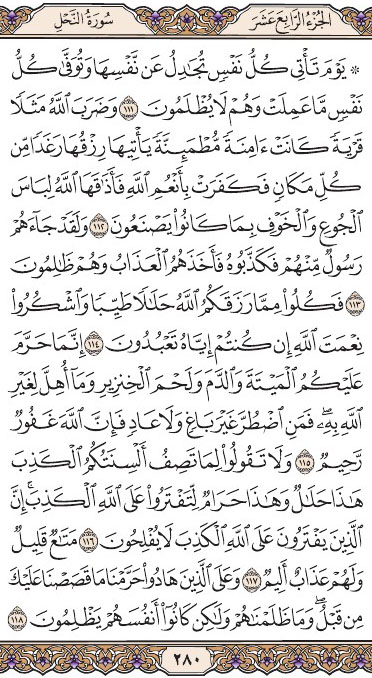 سُورَةُ النَّحْلِ الجُزْءُ الرَّابِعَ عَشَرَ
۞ يَوْمَ تَأْتِى كُلُّ نَفْسٍ تُجَٰدِلُ عَن نَّفْسِهَا وَتُوَفَّىٰ كُلُّ
نَفْسٍ مَّا عَمِلَتْ وَهُمْ لَا يُظْلَمُونَ ١١١ وَضَرَبَ ٱللَّهُ مَثَلًا
قَرْيَةً كَانَتْ ءَامِنَةً مُّطْمَئِنَّةً يَأْتِيهَا رِزْقُهَا رَغَدًا مِّن
كُلِّ مَكَانٍ فَكَفَرَتْ بِأَنْعُمِ ٱللَّهِ فَأَذَٰقَهَا ٱللَّهُ لِبَاسَ
ٱلْجُوعِ وَٱلْخَوْفِ بِمَا كَانُوا۟ يَصْنَعُونَ ١١٢ وَلَقَدْ جَآءَهُمْ
رَسُولٌ مِّنْهُمْ فَكَذَّبُوهُ فَأَخَذَهُمُ ٱلْعَذَابُ وَهُمْ ظَٰلِمُونَ
١١٣ فَكُلُوا۟ مِمَّا رَزَقَكُمُ ٱللَّهُ حَلَٰلًا طَيِّبًا وَٱشْكُرُوا۟
نِعْمَتَ ٱللَّهِ إِن كُنتُمْ إِيَّاهُ تَعْبُدُونَ ١١٤ إِنَّمَا حَرَّمَ
عَلَيْكُمُ ٱلْمَيْتَةَ وَٱلدَّمَ وَلَحْمَ ٱلْخِنزِيرِ وَمَآ أُهِلَّ لِغَيْرِ
ٱللَّهِ بِهِۦ ۖ فَمَنِ ٱضْطُرَّ غَيْرَ بَاغٍ وَلَا عَادٍ فَإِنَّ ٱللَّهَ غَفُورٌ
رَّحِيمٌ ١١٥ وَلَا تَقُولُوا۟ لِمَا تَصِفُ أَلْسِنَتُكُمُ ٱلْكَذِبَ
هَٰذَا حَلَٰلٌ وَهَٰذَا حَرَامٌ لِّتَفْتَرُوا۟ عَلَى ٱللَّهِ ٱلْكَذِبَ ۚ إِنَّ
ٱلَّذِينَ يَفْتَرُونَ عَلَى ٱللَّهِ ٱلْكَذِبَ لَا يُفْلِحُونَ ١١٦ مَتَٰعٌ قَلِيلٌ
وَلَهُمْ عَذَابٌ أَلِيمٌ ١١٧ وَعَلَى ٱلَّذِينَ هَادُوا۟ حَرَّمْنَا مَا قَصَصْنَا عَلَيْكَ
مِن قَبْلُ ۖ وَمَا ظَلَمْنَٰهُمْ وَلَٰكِن كَانُوٓا۟ أَنفُسَهُمْ يَظْلِمُونَ ١١٨
٢٨٠